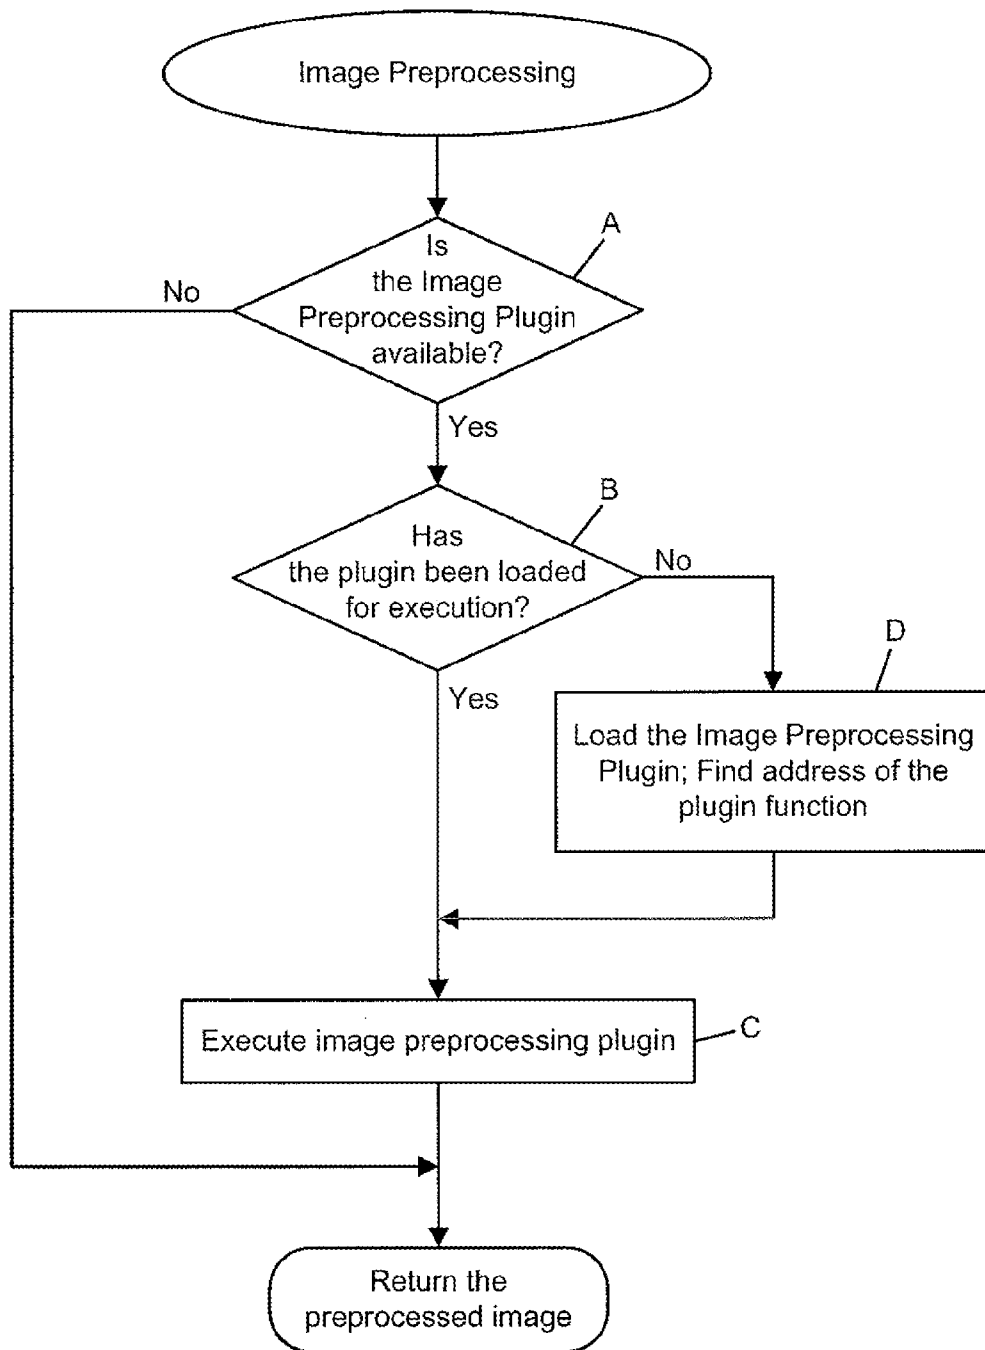 Image Preprocessing
A
Is
the Image
Preprocessing Plugin
available?
No
Yes
B
Has
the plugin been loaded
for execution?
No
Yes
D
Load the Image Preprocessing
Plugin; Find address of the
plugin function
Execute image preprocessing plugin
C
Return the
preprocessed image